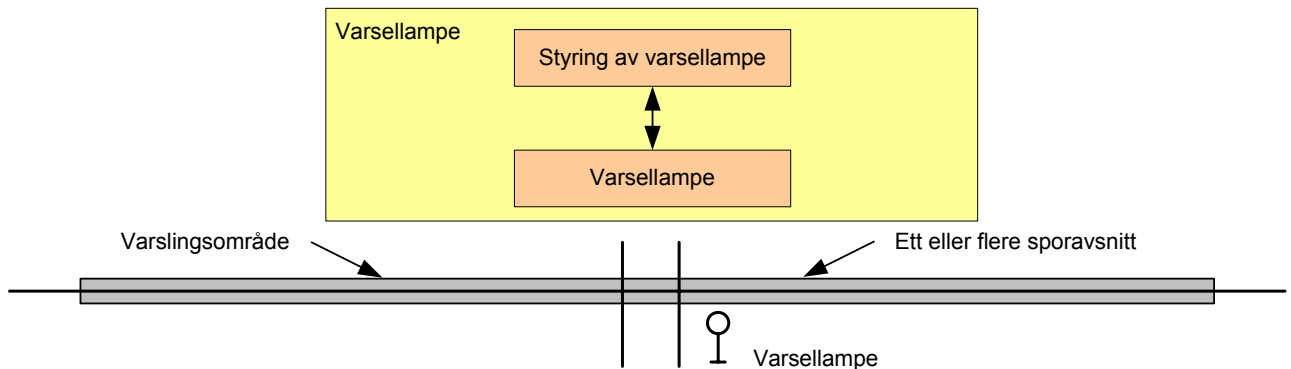 Varsellampe
Styring av varsellampe
Varsellampe
Varslingsområde
Ett eller flere sporavsnitt
Varsellampe